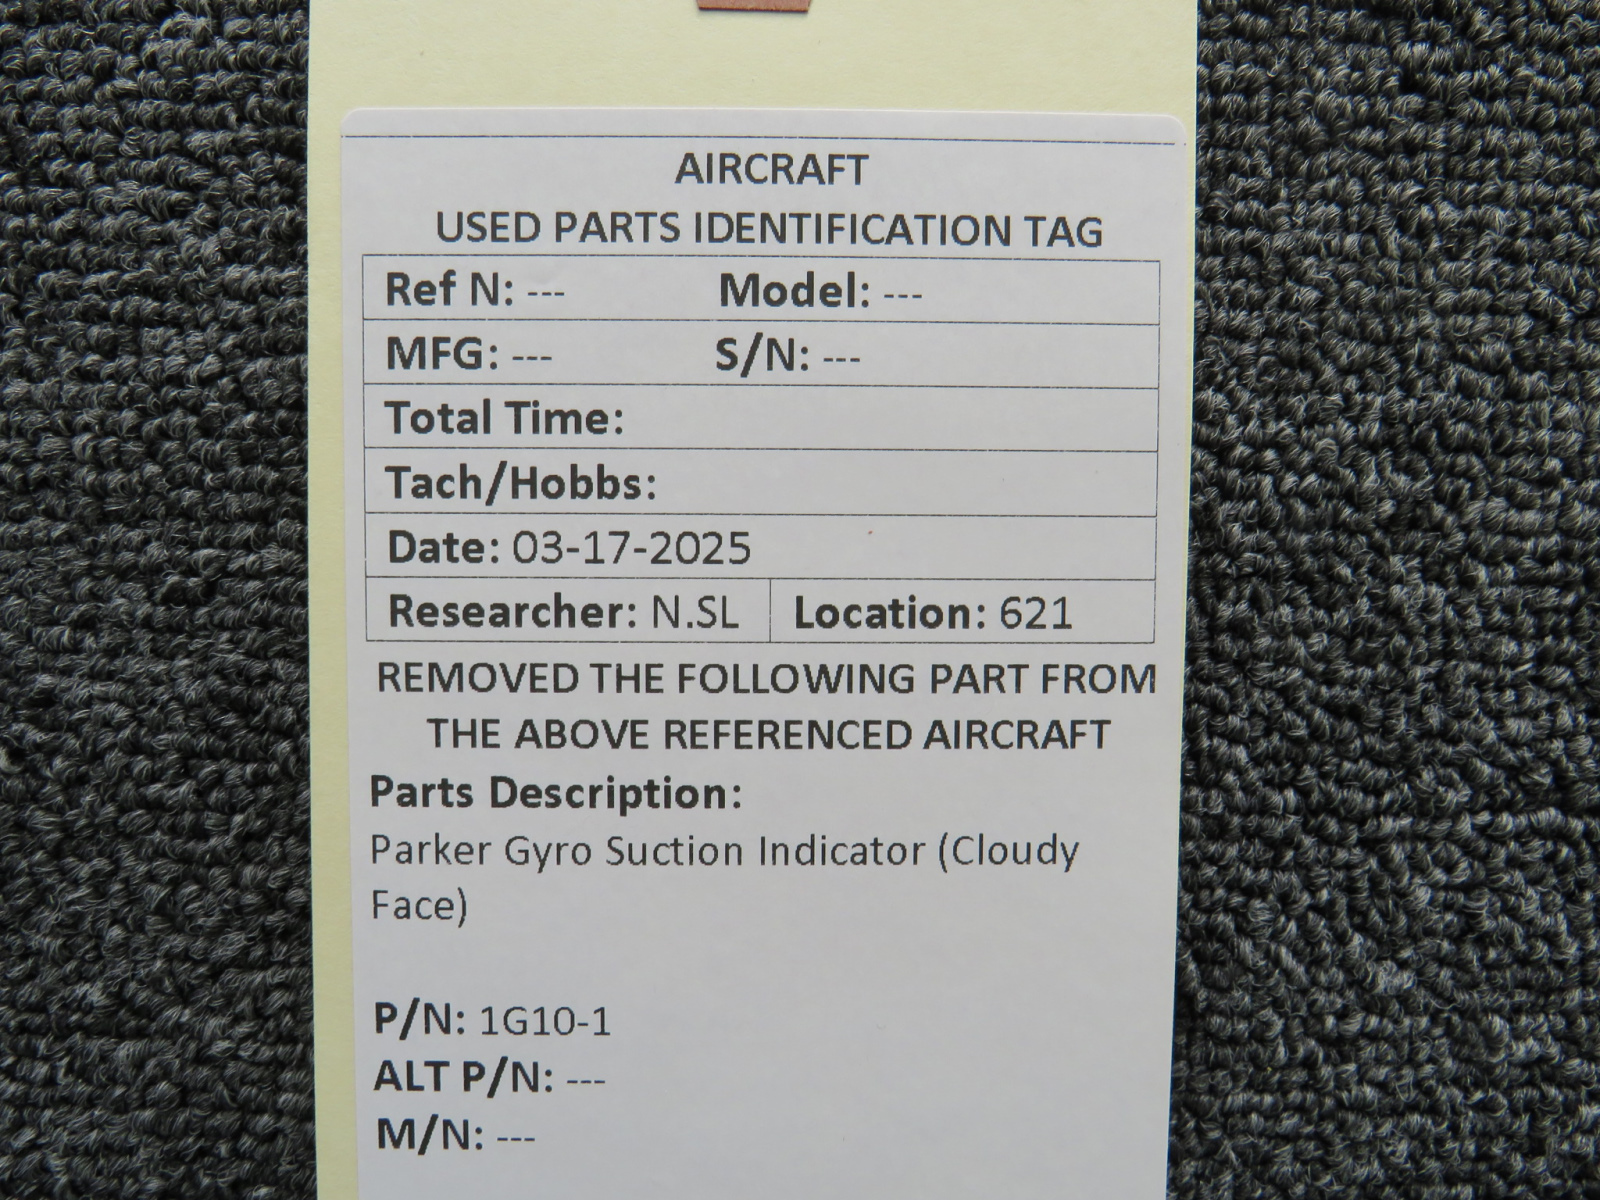 AIRCRAFT
USED PARTS IDENTIFICATION TAG
Ref N: --- Model: ---
MFG: --- S/N: ---
Total Time:
Tach/Hobbs:
Date: 03-17-2025
Researcher: N.SL Location: 621
REMOVED THE FOLLOWING PART FROM
THE ABOVE REFERENCED AIRCRAFT
Parts Description:
Parker Gyro Suction Indicator (Cloudy
Face)
P/N: 1G10-1
ALT P/N: ---
M/N: ---